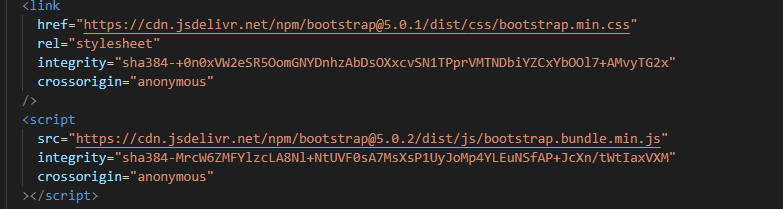 <link
href="https://cdn.jsdelivr.net/npm/bootstrap@5.0.1/dist/css/bootstrap.min.css"
rel="stylesheet"
integrity="sha384-+0n0xVW2eSR5OomGNYDnhzAbDsOXxcvSN1TPprVMTNDbiYZCxYbOOl7+AMvyTG2x"
crossorigin="anonymous"
/>
<script
src="https://cdn.jsdelivr.net/npm/bootstrap@5.0.2/dist/js/bootstrap.bundle.min.js"
integrity="sha384-MrcW6ZMFYlzcLA8Nl+NtUVF0sA7MsXsP1UyJoMp4YLEuNSfAP+JcXn/tWtIaxVXM"
crossorigin="anonymous"
></script>